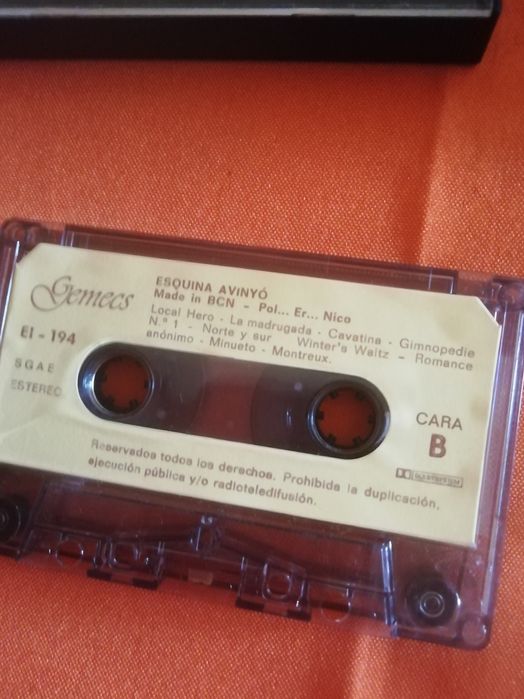 Gemecs
EI - 194
SGAE
ESTEREO
ESQUINA AVINYÓ
Made in BCN - Pol... Er... Nico
Local Hero - La madrugada - Cavatina - Gimnopedie
N.º 1 - Norte y sur - Winter's Waltz - Romance
anónimo - Minueto - Montreux.
CARA
B
Reservados todos los derechos. Prohibida la duplicación,
ejecución pública y/o radioteledifusión.